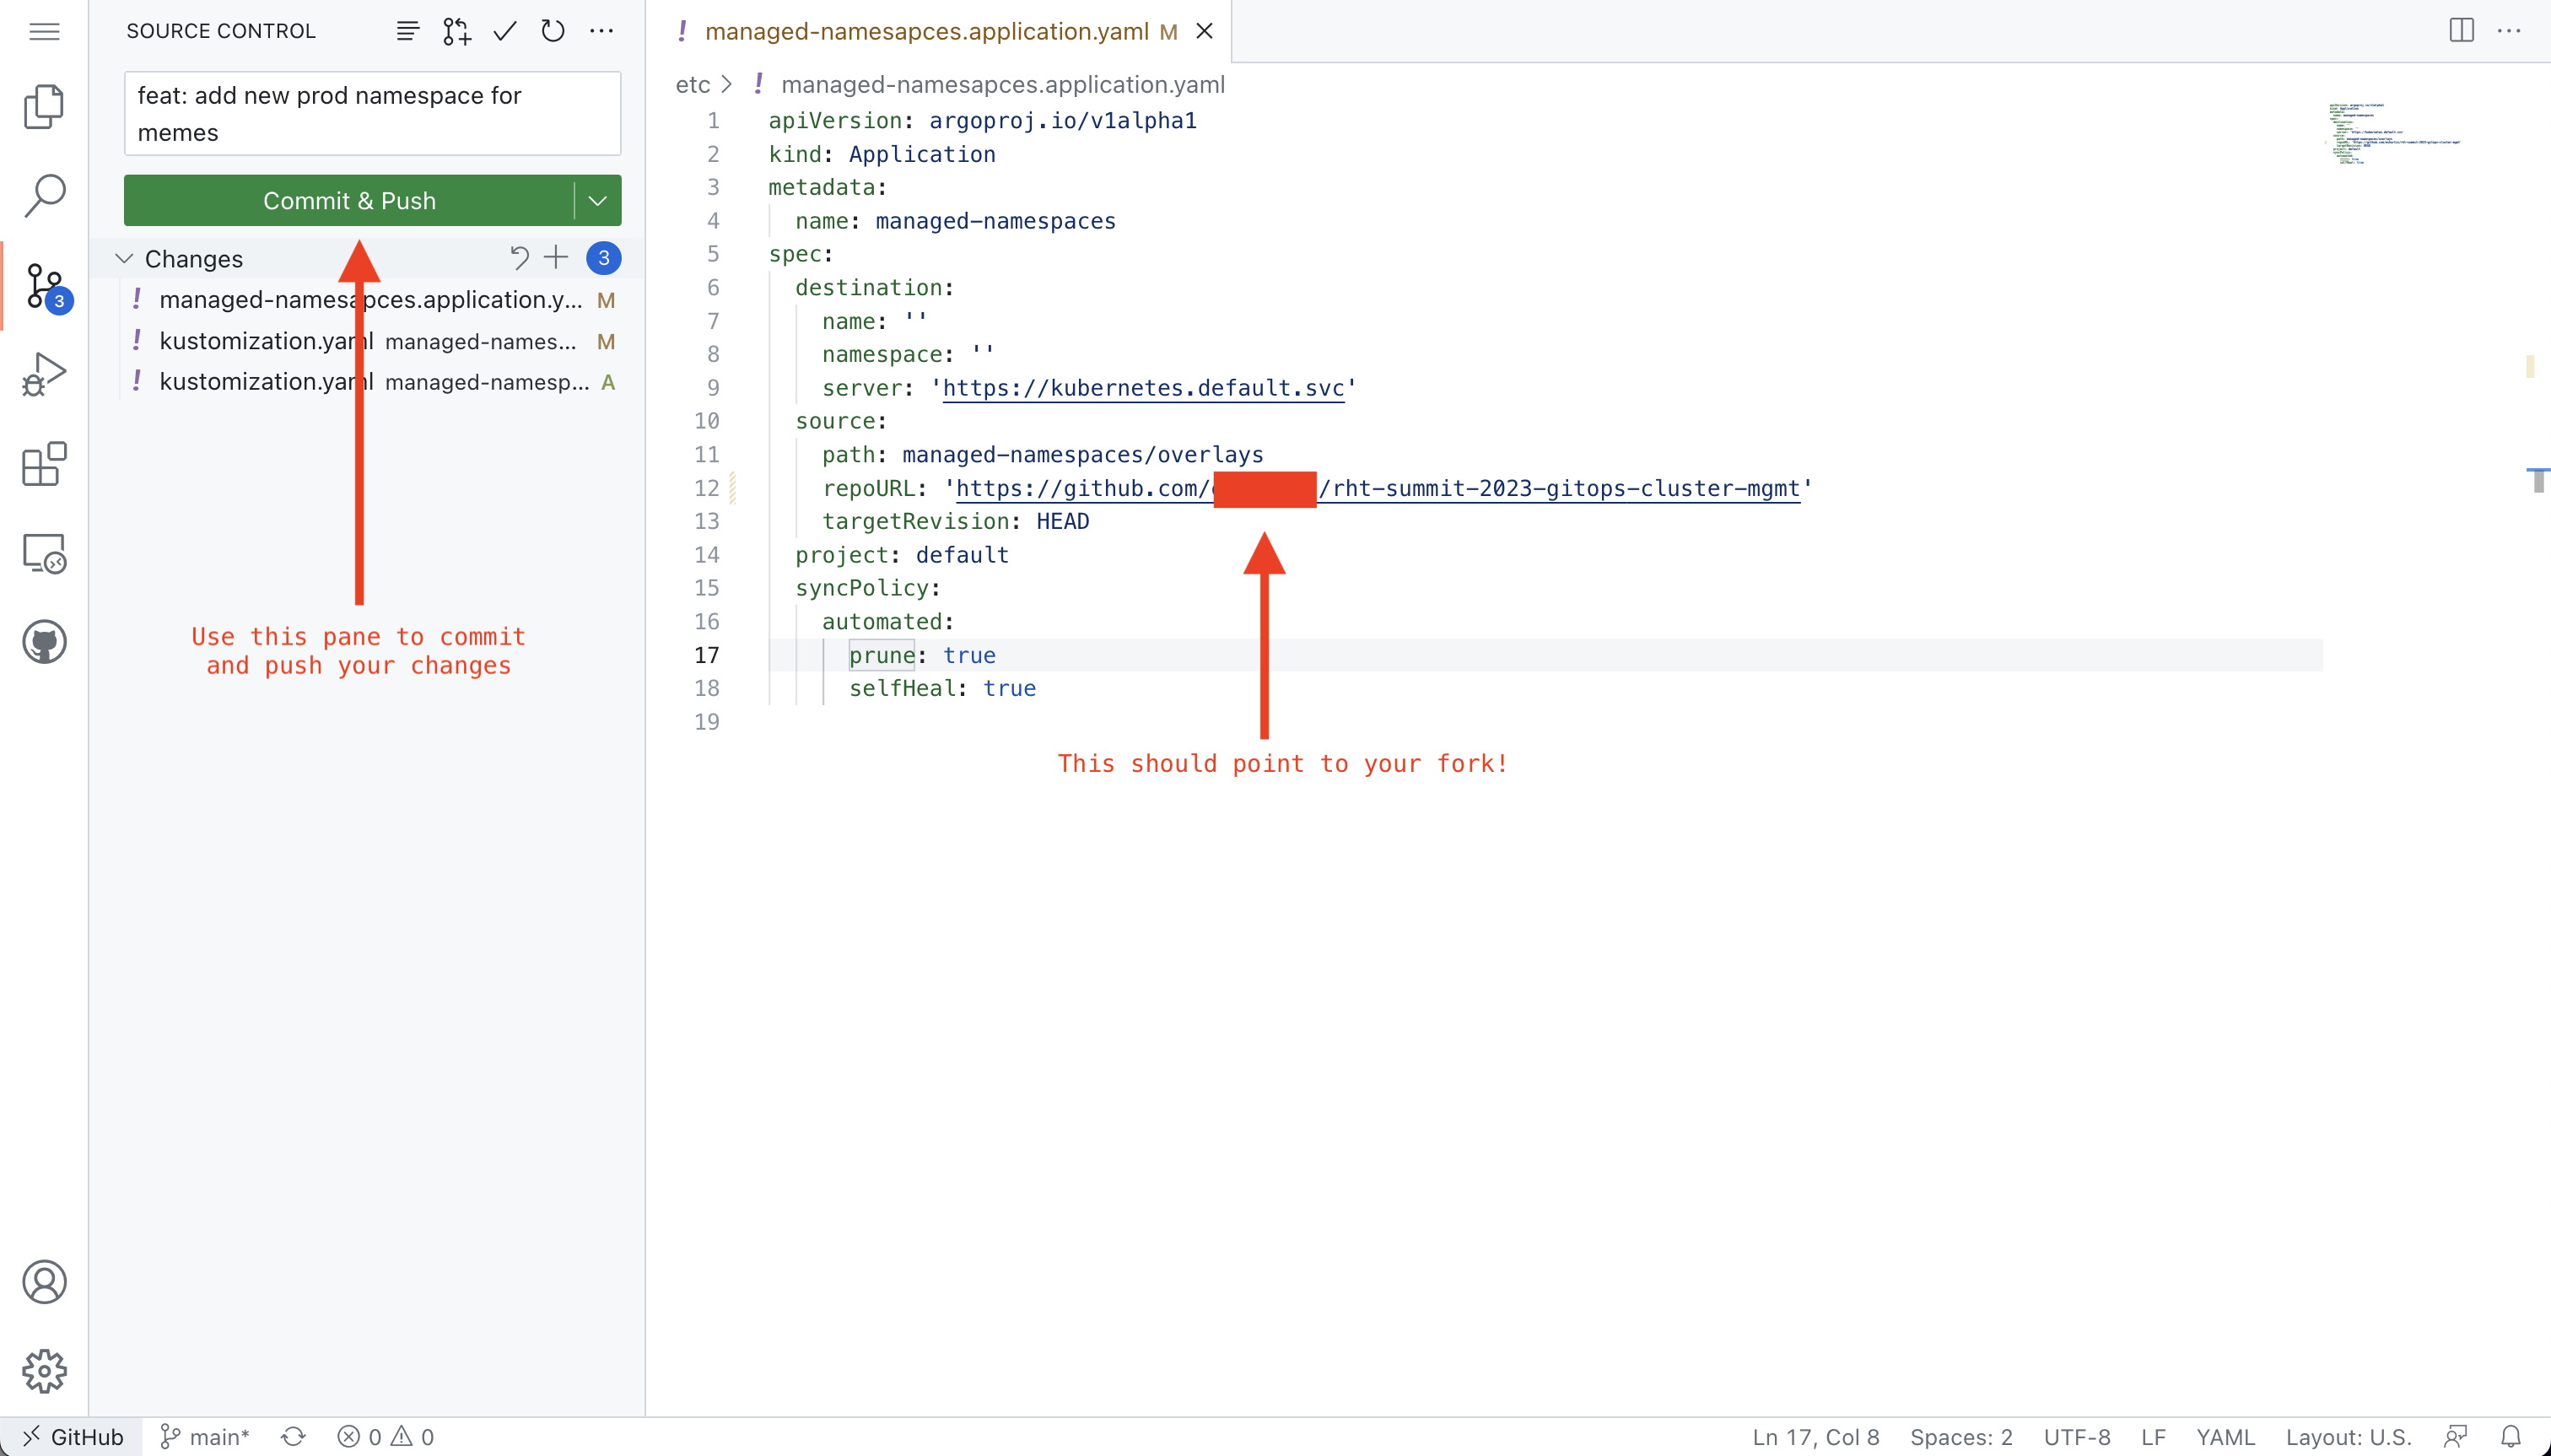 SOURCE CONTROL
feat: add new prod namespace for
memes
Commit & Push
Changes
3
managed-namesapces.application.y... M
kustomization.yaml managed-names... M
kustomization.yaml managed-namesp... A
3
Use this pane to commit
and push your changes
managed-namesapces.application.yaml M
etc > managed-namesapces.application.yaml
1 apiVersion: argoproj.io/v1alpha1
2 kind: Application
3 metadata:
4 name: managed-namespaces
5 spec:
6 destination:
7 name: ''
8 namespace: ''
9 server: 'https://kubernetes.default.svc'
10 source:
11 path: managed-namespaces/overlays
12 repoURL: 'https://github.com/ /rht-summit-2023-gitops-cluster-mgmt'
13 targetRevision: HEAD
14 project: default
15 syncPolicy:
16 automated:
17 prune: true
18 selfHeal: true
19
This should point to your fork!
GitHub main* 0 0
Ln 17, Col 8 Spaces: 2 UTF-8 LF YAML Layout: U.S.